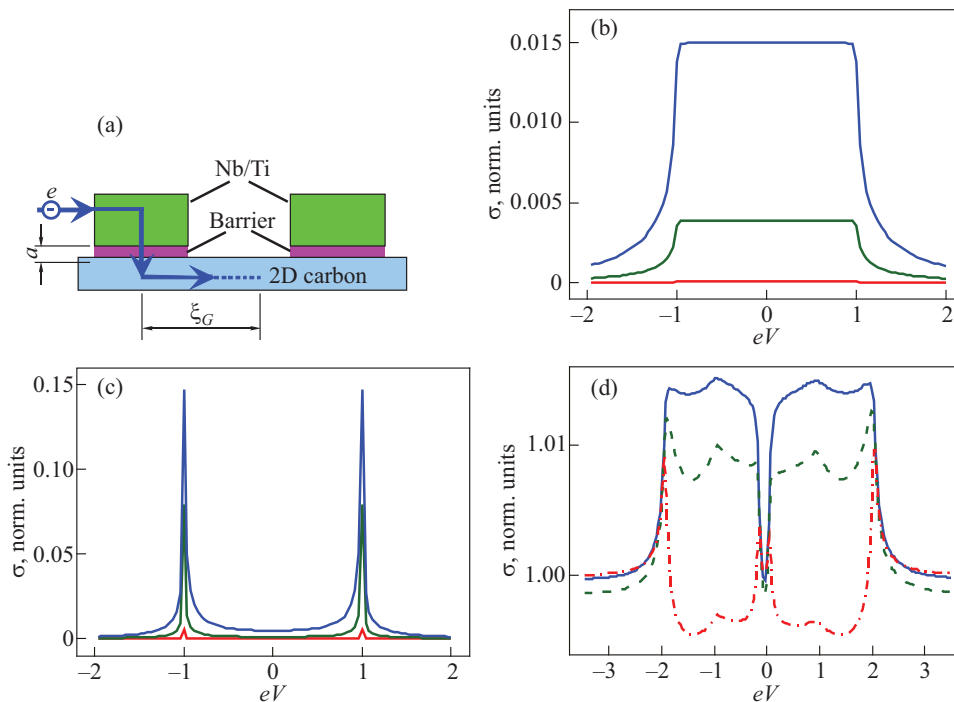 (a)
Nb/Ti
e
Barrier
a
2D carbon
ξG
(b)
0.015
0.010
0.005
0
σ, norm. units
−2 −1 0 1 2
eV
(c)
0.15
0.10
0.05
0
σ, norm. units
−2 −1 0 1 2
eV
(d)
1.01
1.00
σ, norm. units
−3 −2 −1 0 1 2 3
eV